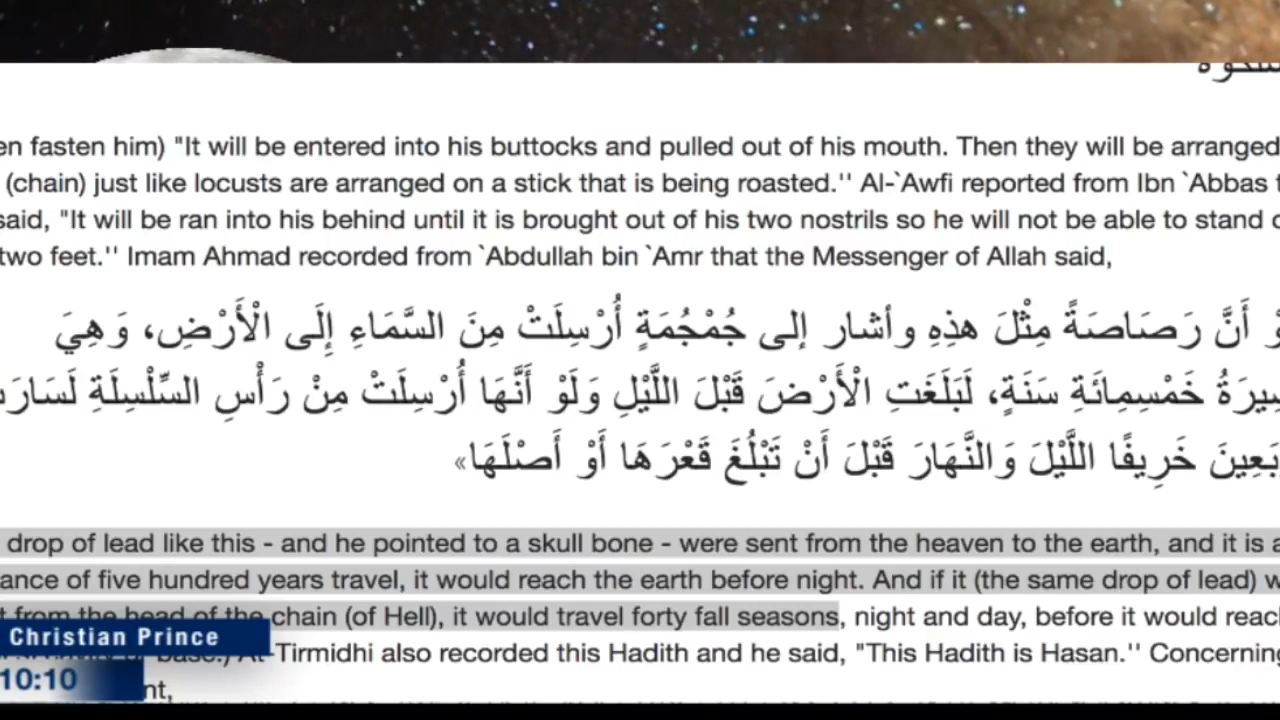 en fasten him) "It will be entered into his buttocks and pulled out of his mouth. Then they will be arranged
(chain) just like locusts are arranged on a stick that is being roasted.'' Al-`Awfi reported from Ibn `Abbas
said, "It will be ran into his behind until it is brought out of his two nostrils so he will not be able to stand
two feet.'' Imam Ahmad recorded from `Abdullah bin `Amr that the Messenger of Allah said,
أَنَّ رَصَاصَةً مِثْلَ هذِهِ وأشار إلى جُمْجُمَةٍ أُرْسِلَتْ مِنَ السَّمَاءِ إِلَى الْأَرْضِ، وَهِيَ
سِيرَةُ خَمْسِمِائَةِ سَنَةٍ، لَبَلَغَتِ الْأَرْضَ قَبْلَ اللَّيْلِ وَلَوْ أَنَّهَا أُرْسِلَتْ مِنْ رَأْسِ السِّلْسِلَةِ لَسَارَ
بَعِينَ خَرِيفًا اللَّيْلَ وَالنَّهَارَ قَبْلَ أَنْ تَبْلُغَ قَعْرَهَا أَوْ أَصْلَهَا»
drop of lead like this - and he pointed to a skull bone - were sent from the heaven to the earth, and it is a
ance of five hundred years travel, it would reach the earth before night. And if it (the same drop of lead) w
from the head of the chain (of Hell), it would travel forty fall seasons, night and day, before it would reac
base.) At-Tirmidhi also recorded this Hadith and he said, "This Hadith is Hasan.'' Concerning
nt,
Christian Prince
10:10